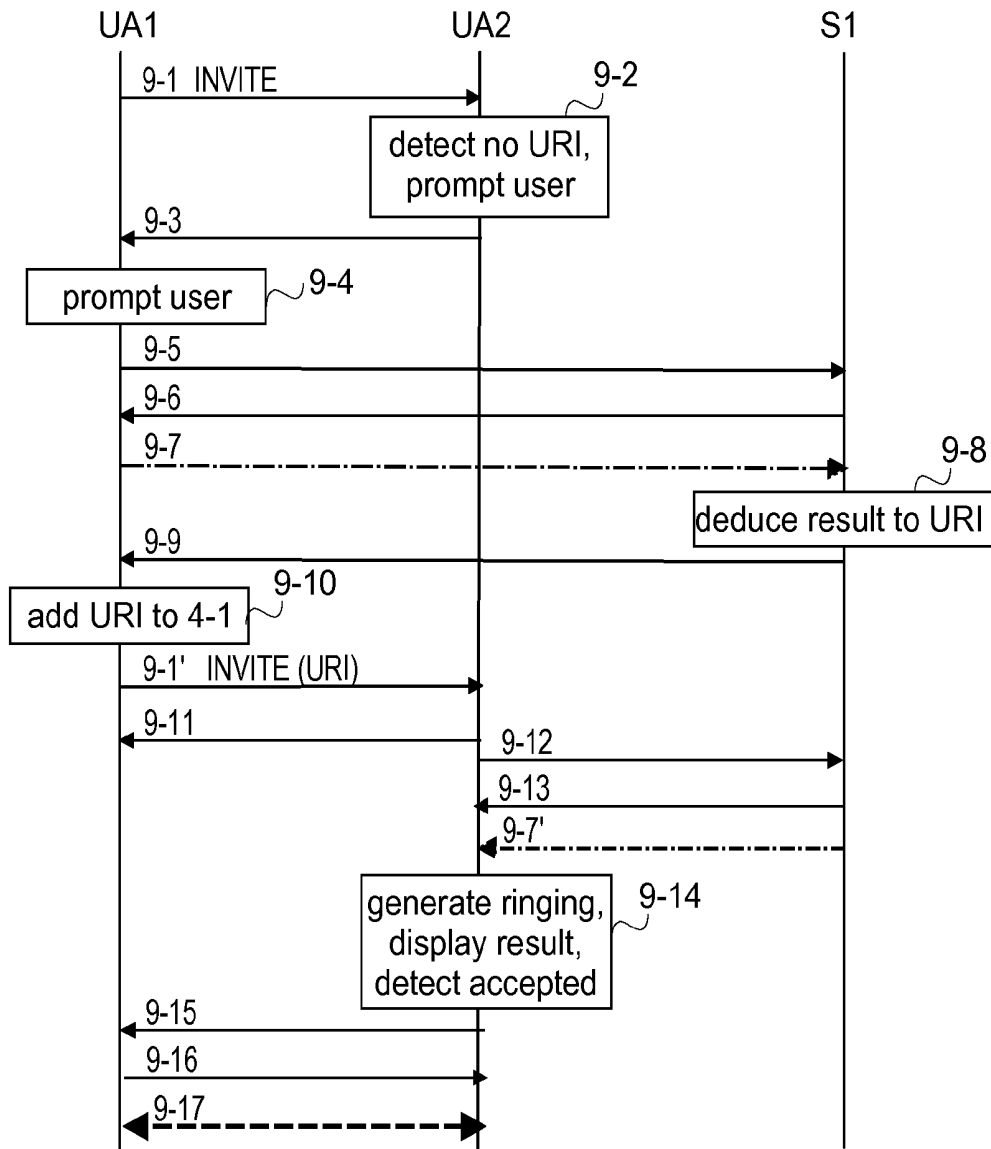 UA1 UA2 S1
9-1 INVITE
9-2
detect no URI,
prompt user
9-3
prompt user
9-4
9-5
9-6
9-7
9-8
deduce result to URI
9-9
9-10
add URI to 4-1
9-1' INVITE (URI)
9-11
9-12
9-13
9-7'
generate ringing,
display result,
detect accepted
9-14
9-15
9-16
9-17